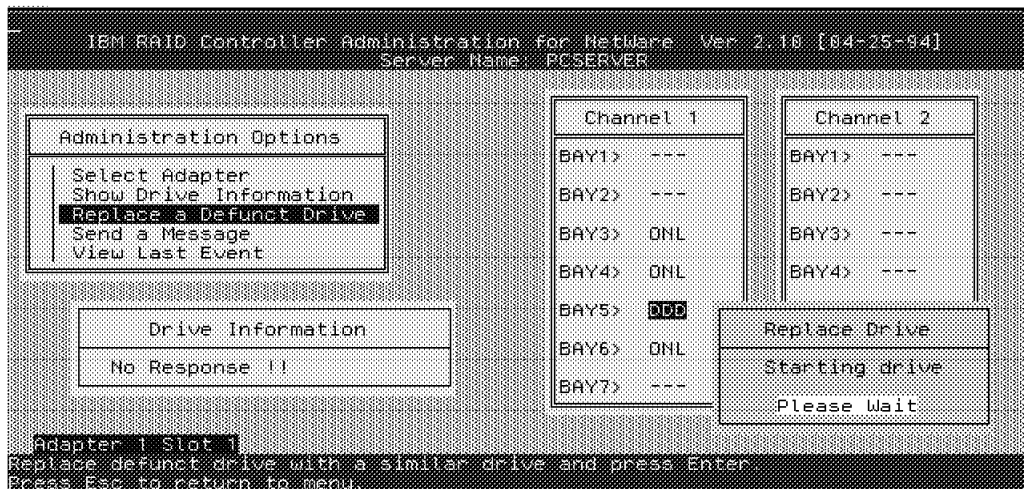 IBM RAID Controller Administration for NetWare Ver 2.10 [04-25-94]
Server Name: PCSERVER
Administration Options
Select Adapter
Show Drive Information
Replace a Defunct Drive
Send a Message
View Last Event
Drive Information
No Response !!
Channel 1
BAY1> ---
BAY2> ---
BAY3> ONL
BAY4> ONL
BAY5> DDD
BAY6> ONL
BAY7> ---
Channel 2
BAY1> ---
BAY2> ---
BAY3> ---
BAY4> ---
Replace Drive
Starting drive
Please Wait
Adapter 1 Slot 1
Replace defunct drive with a similar drive and press Enter.
Press Esc to return to menu.